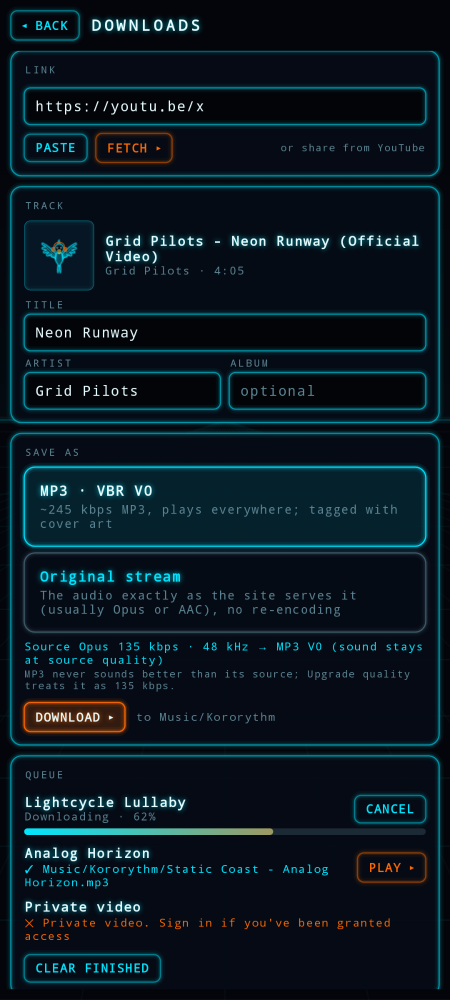 ◂ BACK DOWNLOADS
LINK
https://youtu.be/x
PASTE FETCH ▸ or share from YouTube
TRACK
Grid Pilots - Neon Runway (Official
Video)
Grid Pilots · 4:05
TITLE
Neon Runway
ARTIST ALBUM
Grid Pilots optional
SAVE AS
MP3 · VBR V0
~245 kbps MP3, plays everywhere; tagged with
cover art
Original stream
The audio exactly as the site serves it
(usually Opus or AAC), no re-encoding
Source Opus 135 kbps · 48 kHz → MP3 V0 (sound stays
at source quality)
MP3 never sounds better than its source; Upgrade quality
treats it as 135 kbps.
DOWNLOAD ▸ to Music/Kororythm
QUEUE
Lightcycle Lullaby
Downloading · 62% CANCEL
Analog Horizon
✓ Music/Kororythm/Static Coast - Analog
Horizon.mp3
PLAY ▸
Private video
✕ Private video. Sign in if you've been granted
access
CLEAR FINISHED